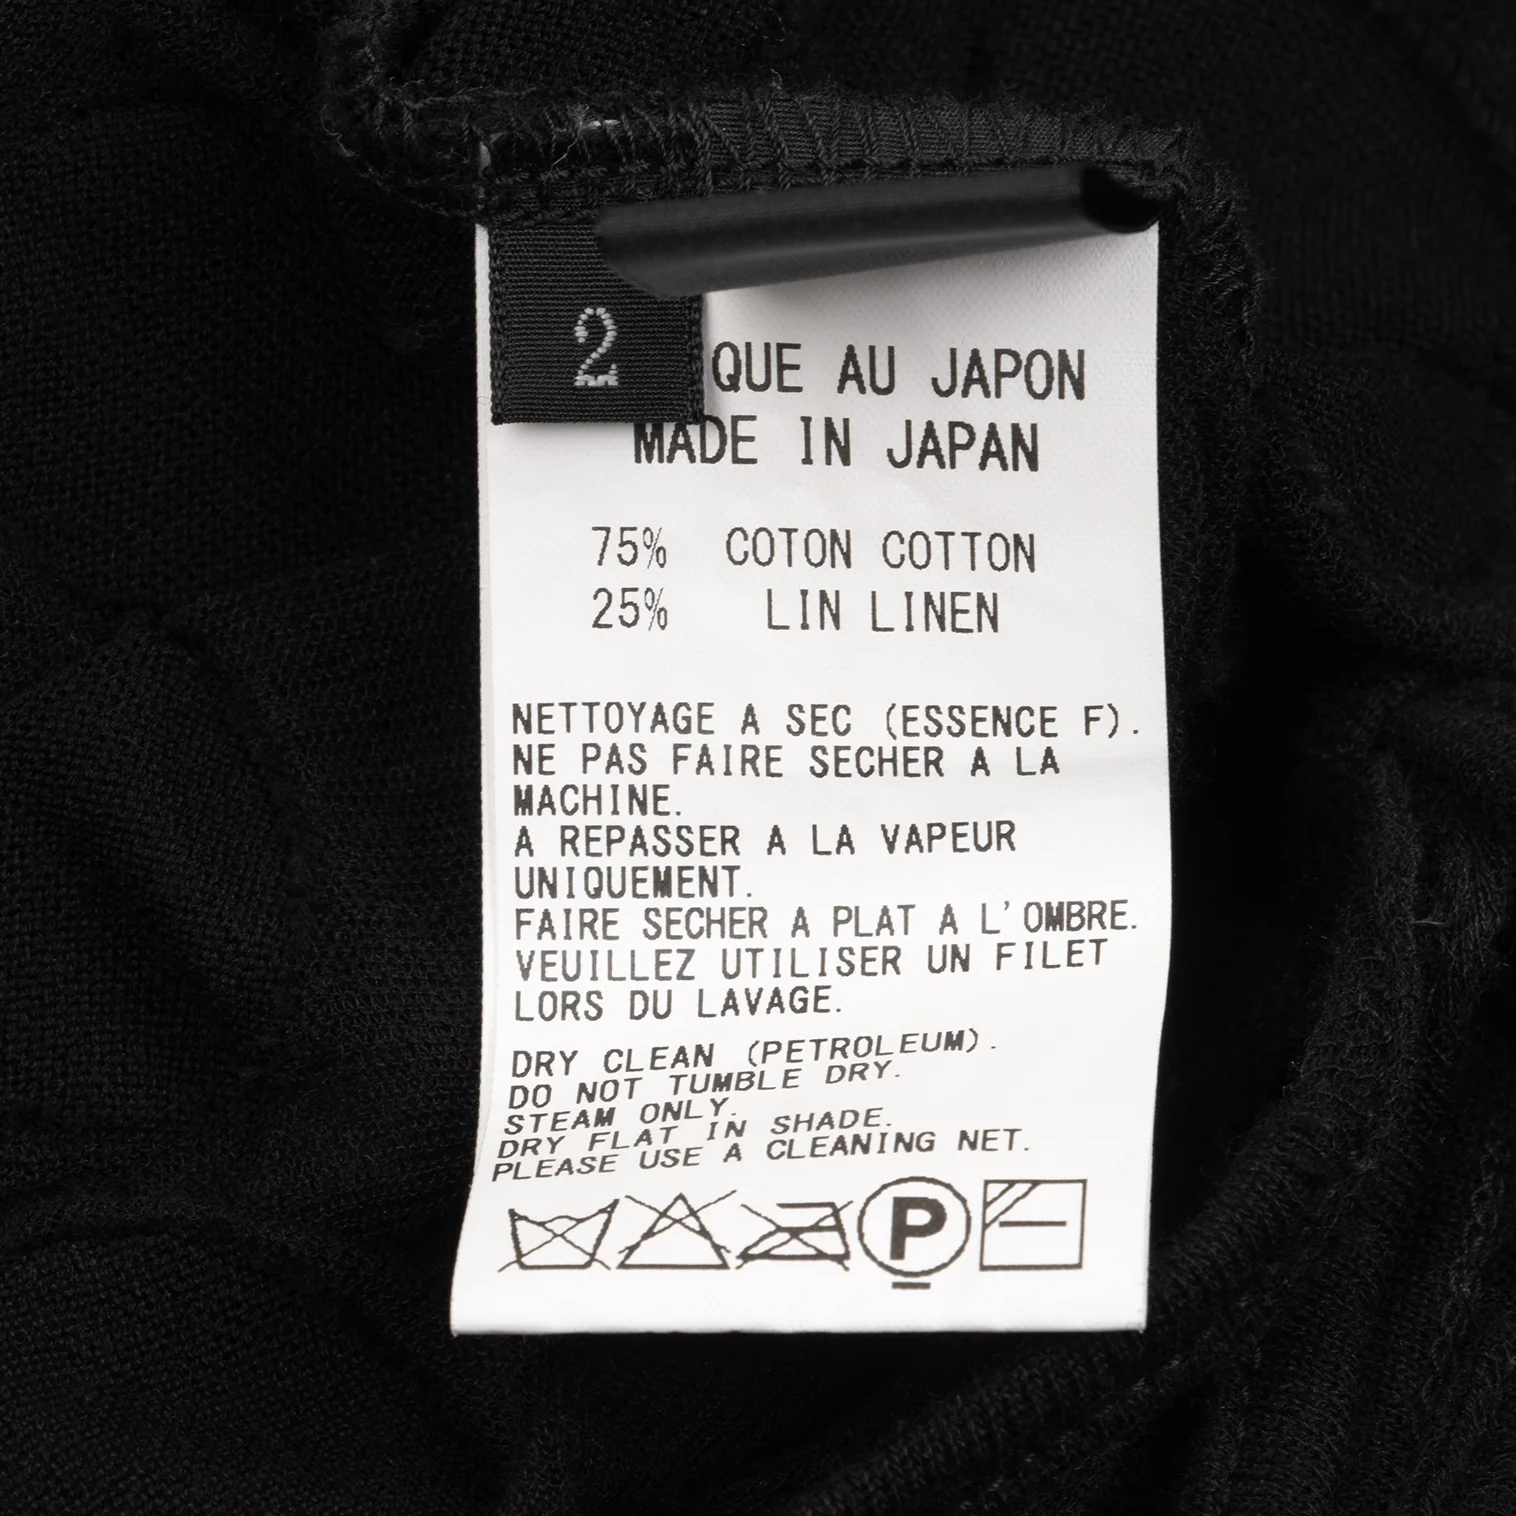 2
QUE AU JAPON
MADE IN JAPAN
75% COTON COTTON
25% LIN LINEN
NETTOYAGE A SEC (ESSENCE F).
NE PAS FAIRE SECHER A LA
MACHINE.
A REPASSER A LA VAPEUR
UNIQUEMENT.
FAIRE SECHER A PLAT A L'OMBRE.
VEUILLEZ UTILISER UN FILET
LORS DU LAVAGE.
DRY CLEAN (PETROLEUM).
DO NOT TUMBLE DRY.
STEAM ONLY.
DRY FLAT IN SHADE.
PLEASE USE A CLEANING NET.
P